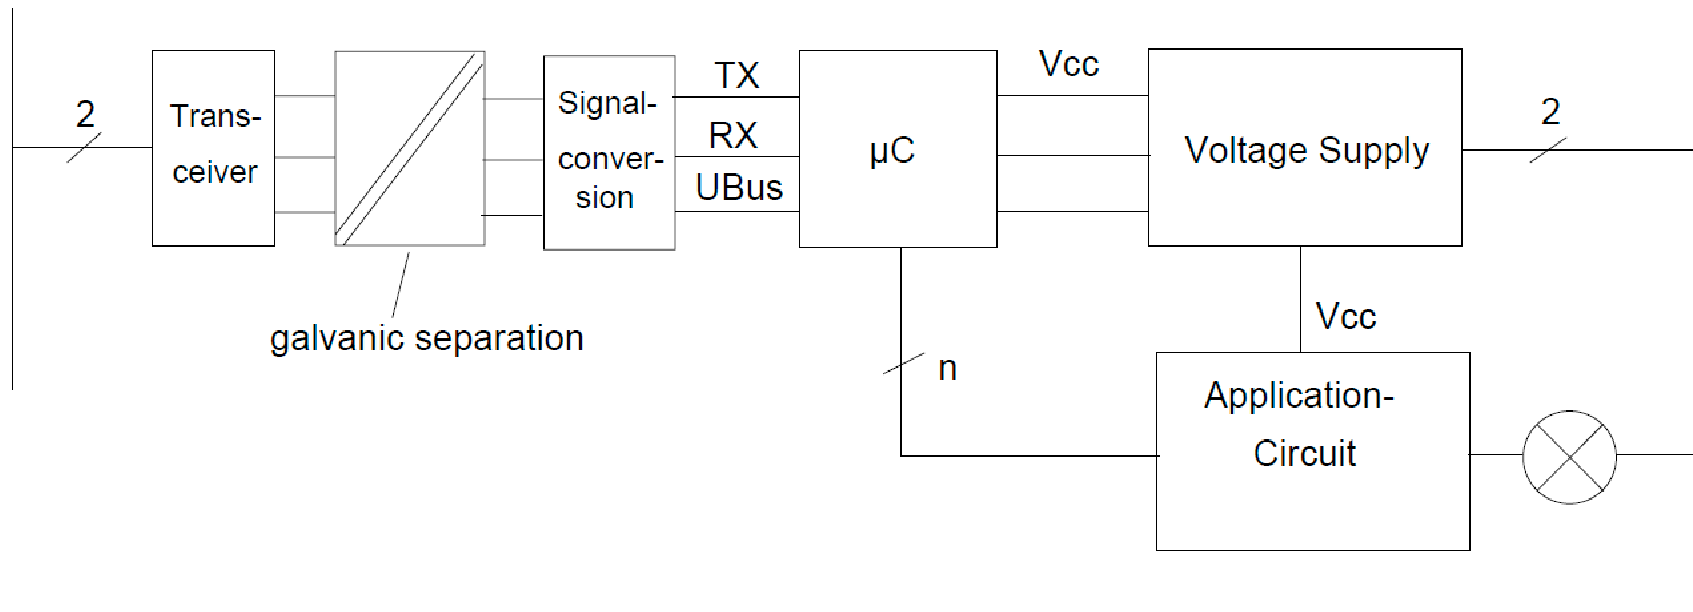 2
Trans-
ceiver
galvanic separation
Signal-
conver-
sion
TX
RX
UBus
µC
n
Vcc
Voltage Supply
2
Vcc
Application-
Circuit